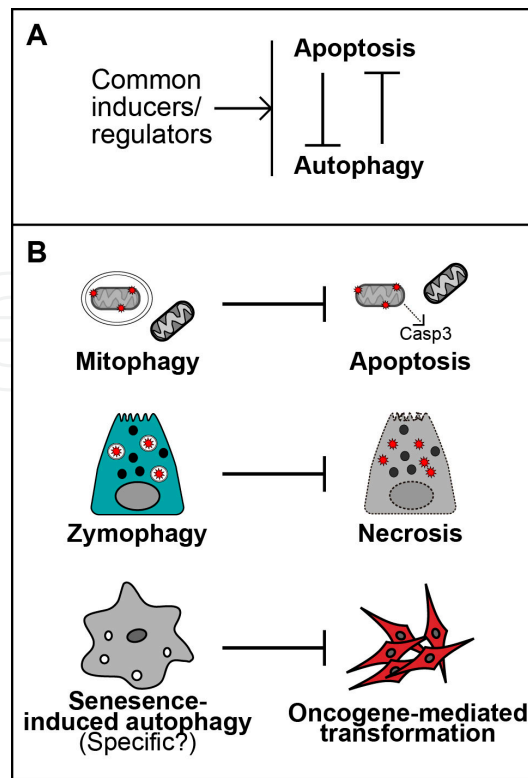 A
Common
inducers/
regulators
Apoptosis
Autophagy
B
Mitophagy
Casp3
Apoptosis
Zymophagy
Necrosis
Senesence-
induced autophagy
(Specific?)
Oncogene-mediated
transformation